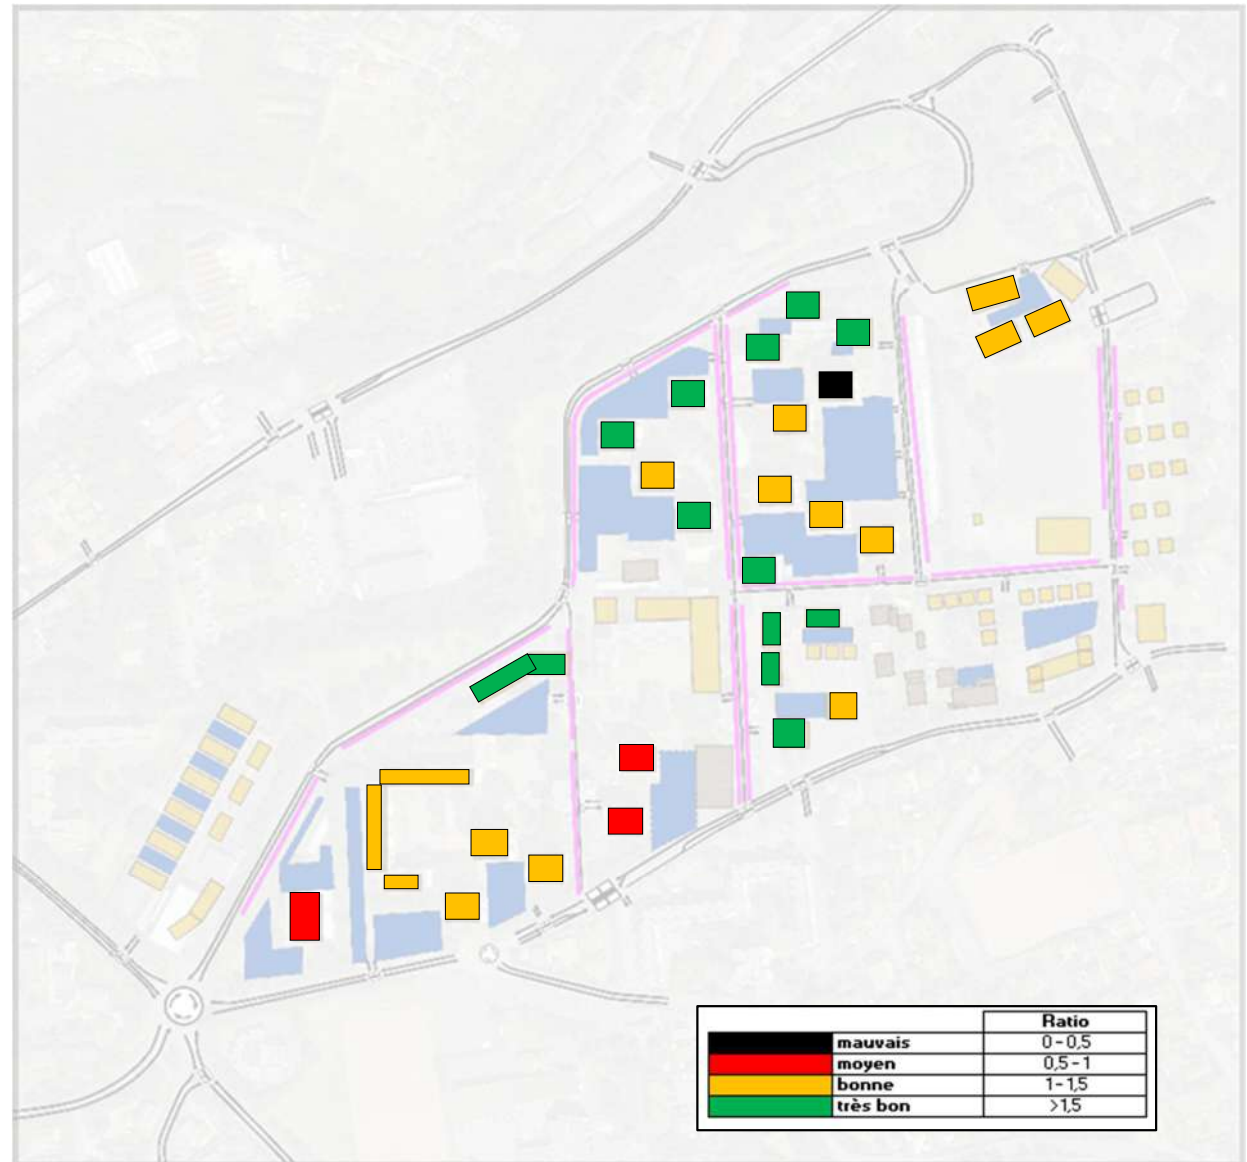 Ratio
mauvais 0-0,5
moyen 0,5-1
bonne 1-1,5
très bon >1,5